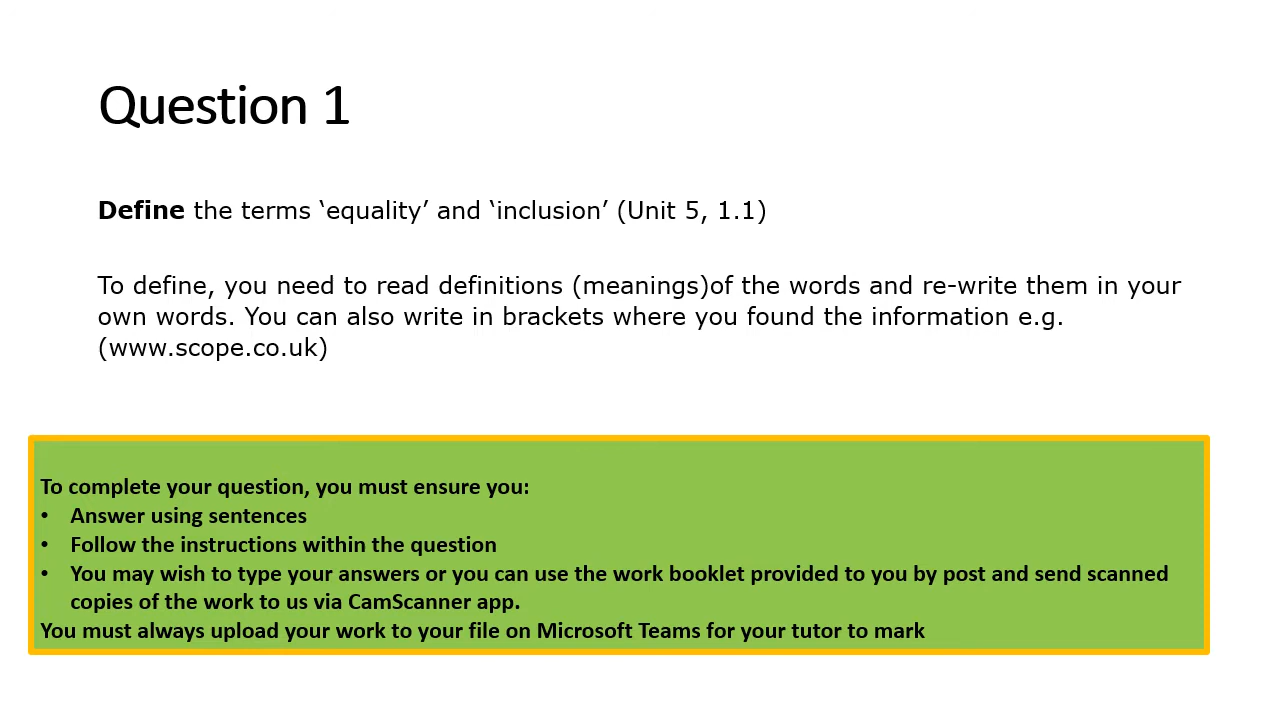 Question 1
Define the terms ‘equality’ and ‘inclusion’ (Unit 5, 1.1)
To define, you need to read definitions (meanings)of the words and re-write them in your
own words. You can also write in brackets where you found the information e.g.
(www.scope.co.uk)
To complete your question, you must ensure you:
• Answer using sentences
• Follow the instructions within the question
• You may wish to type your answers or you can use the work booklet provided to you by post and send scanned
copies of the work to us via CamScanner app.
You must always upload your work to your file on Microsoft Teams for your tutor to mark